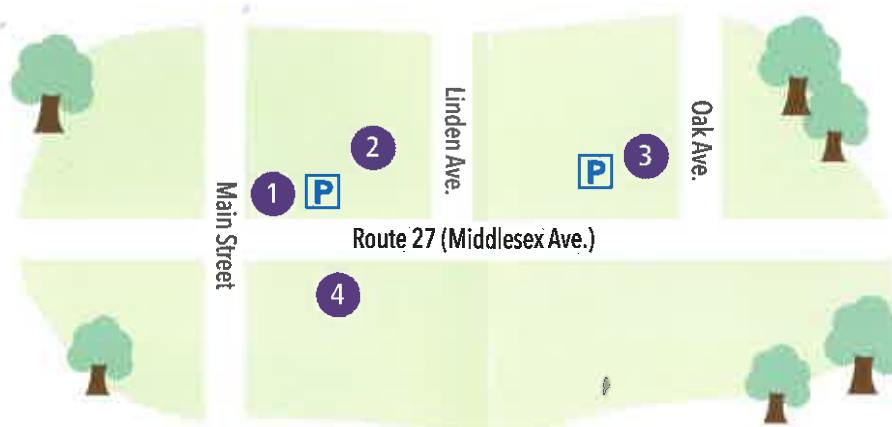 Linden Ave.
Oak Ave.
2
3
P
1
P
Main Street
Route 27 (Middlesex Ave.)
4